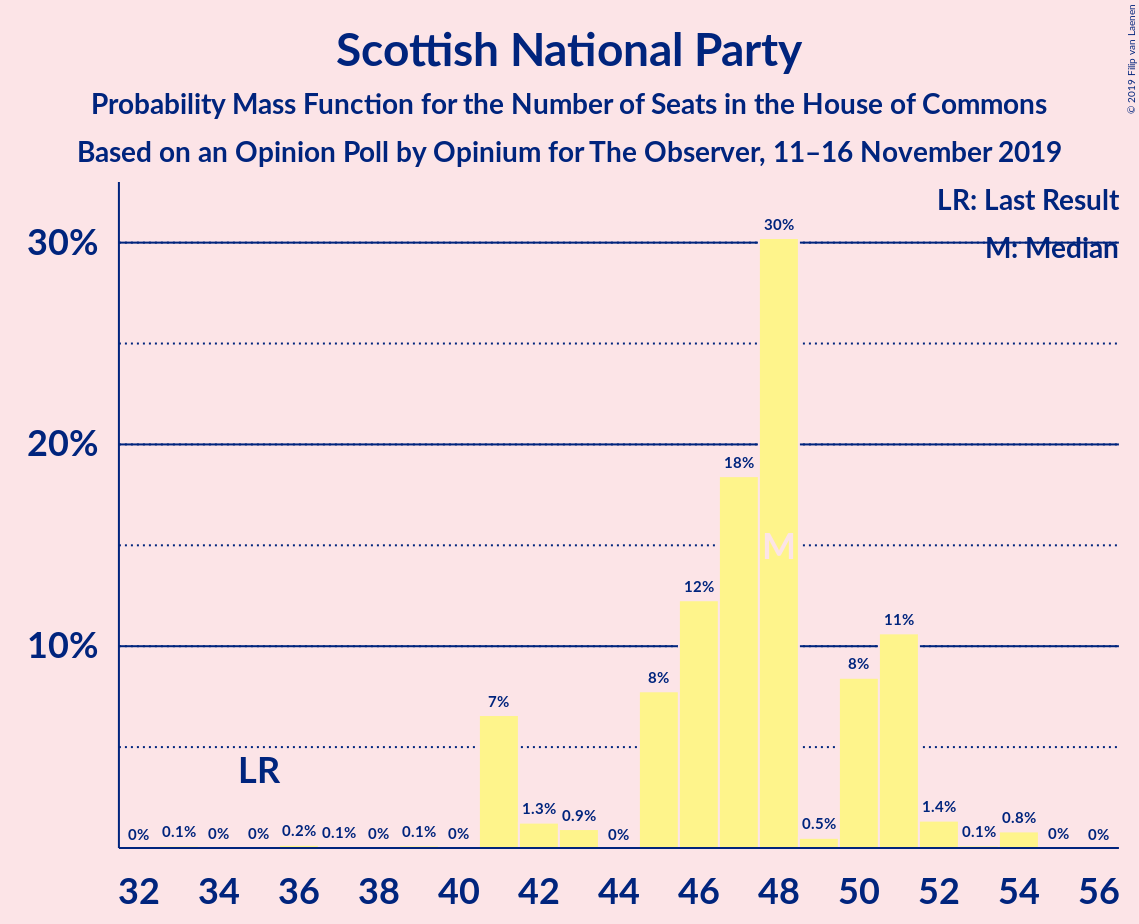 Scottish National Party
Probability Mass Function for the Number of Seats in the House of Commons
Based on an Opinion Poll by Opinium for The Observer, 11–16 November 2019
© 2019 Filip van Laenen
LR: Last Result
M: Median
30%
20%
10%
0% 0.1% 0% 0% 0.2% 0.1% 0% 0.1% 0% 7% 1.3% 0.9% 0% 8% 12% 18% 30% 0.5% 8% 11% 1.4% 0.1% 0.8% 0% 0%
LR
M
32 34 36 38 40 42 44 46 48 50 52 54 56